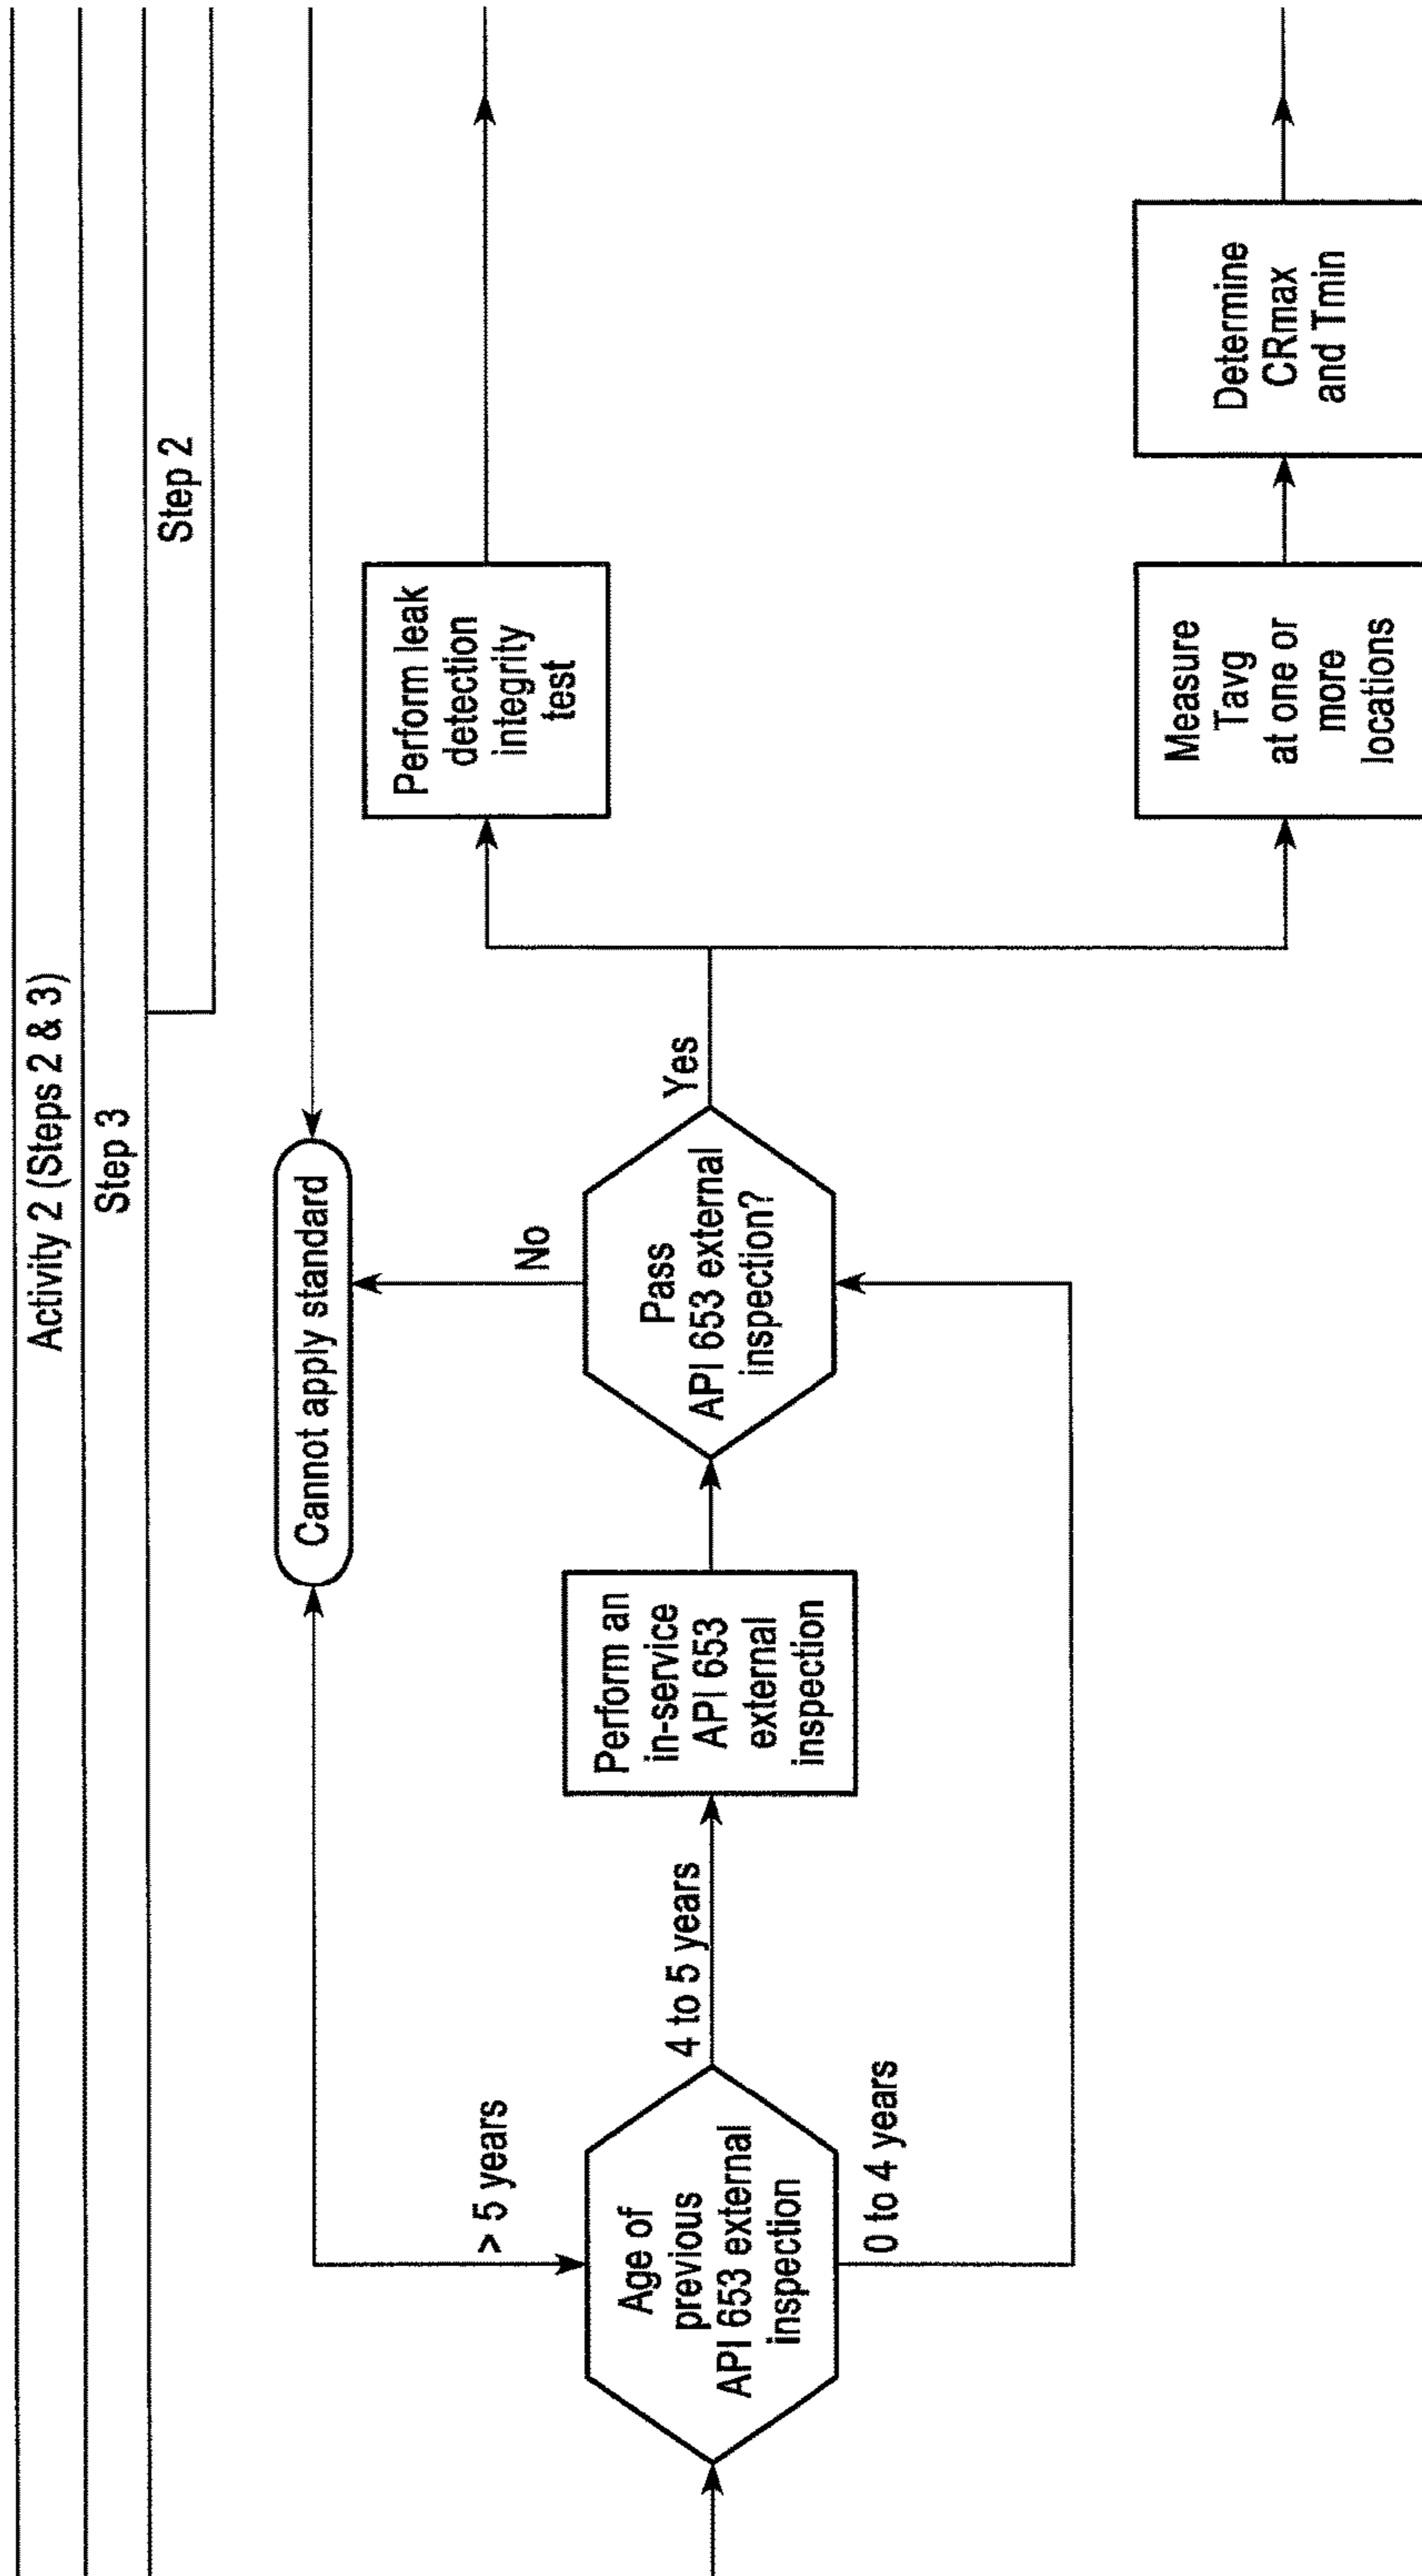 Activity 2 (Steps 2 & 3)
Step 3
Step 2
Cannot apply standard
> 5 years
Age of
previous
API 653 external
inspection
4 to 5 years
0 to 4 years
Perform an
in-service
API 653
external
inspection
No
Pass
API 653 external
inspection?
Yes
Perform leak
detection
integrity
test
Measure
Tavg
at one or
more
locations
Determine
CRmax
and Tmin